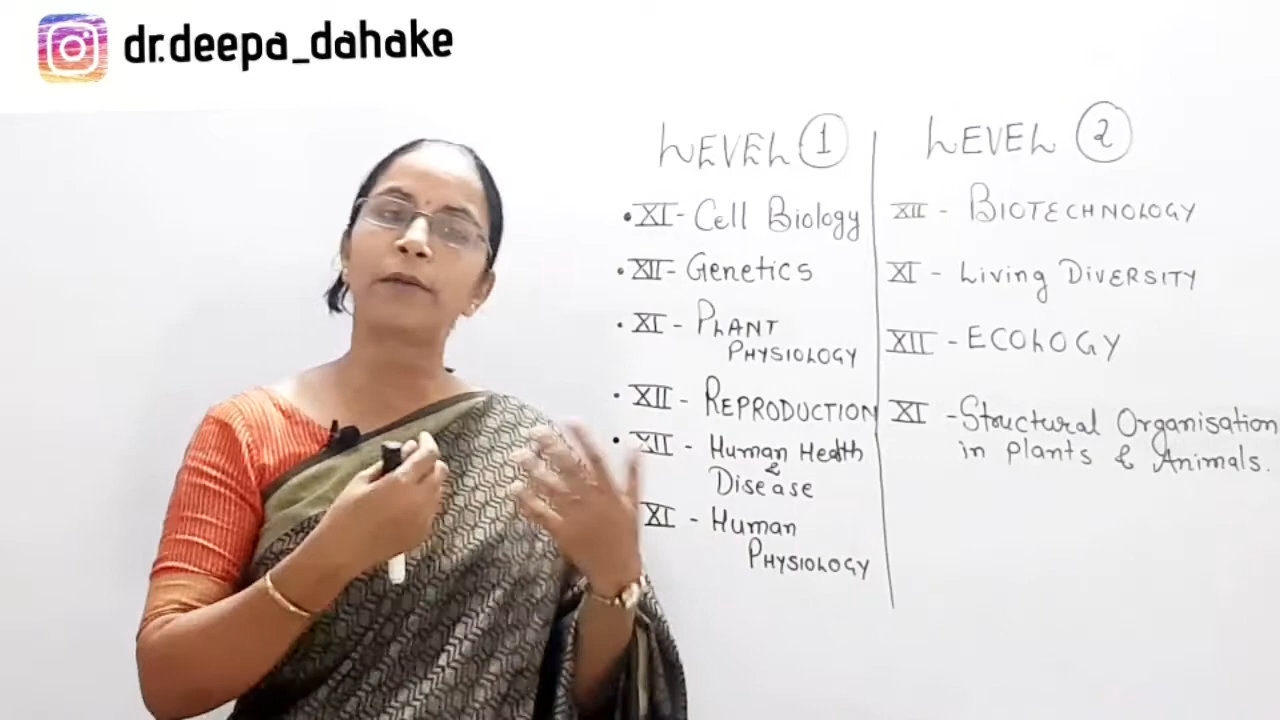 dr.deepa_dahake
LEVEL 1
• XI - Cell Biology
• XII - Genetics
• XI - PLANT
PHYSIOLOGY
• XII - REPRODUCTION
• XII - Human Health
&
Disease
XI - Human
PHYSIOLOGY
LEVEL 2
XII - BIOTECHNOLOGY
XI - Living DIVERSITY
XII - ECOLOGY
XI - Structural Organisation
in plants & Animals.